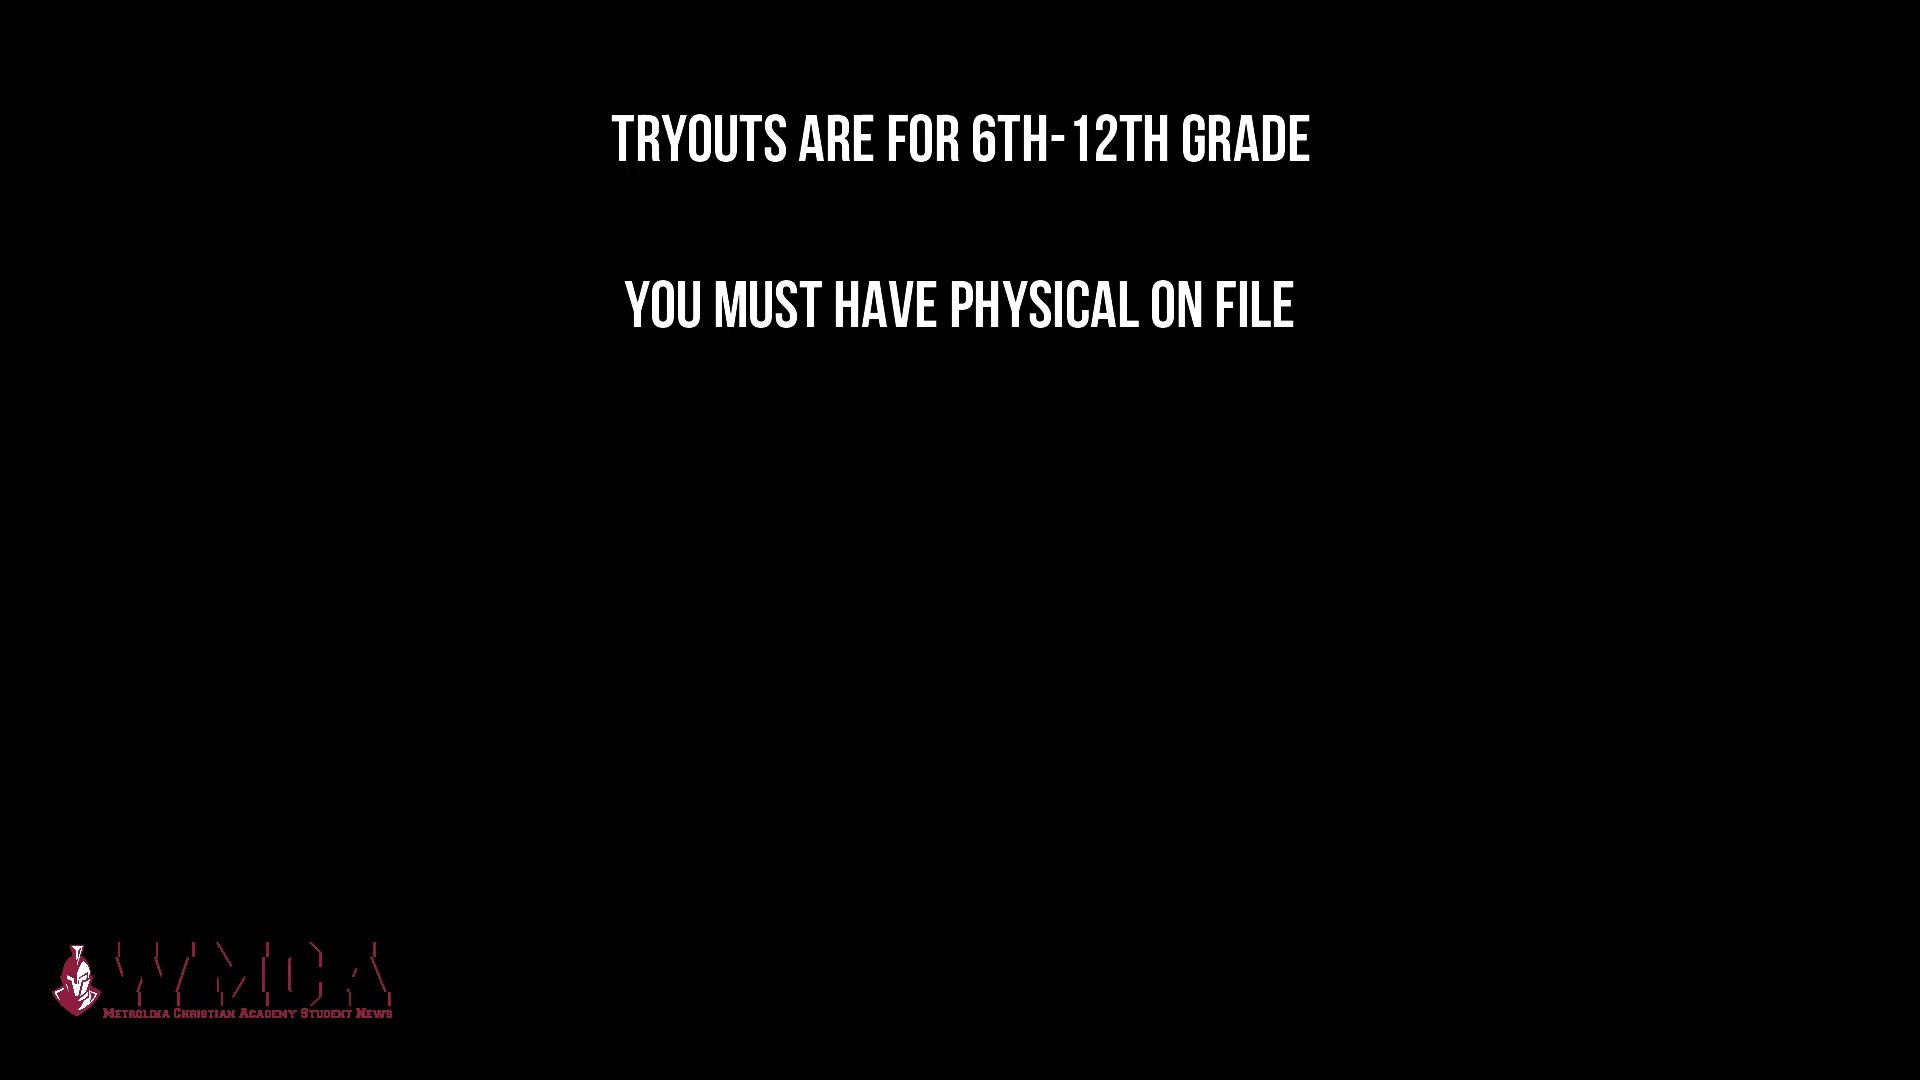 TRYOUTS ARE FOR 6TH-12TH GRADE
YOU MUST HAVE PHYSICAL ON FILE
WMCA
METROLINA CHRISTIAN ACADEMY STUDENT NEWS